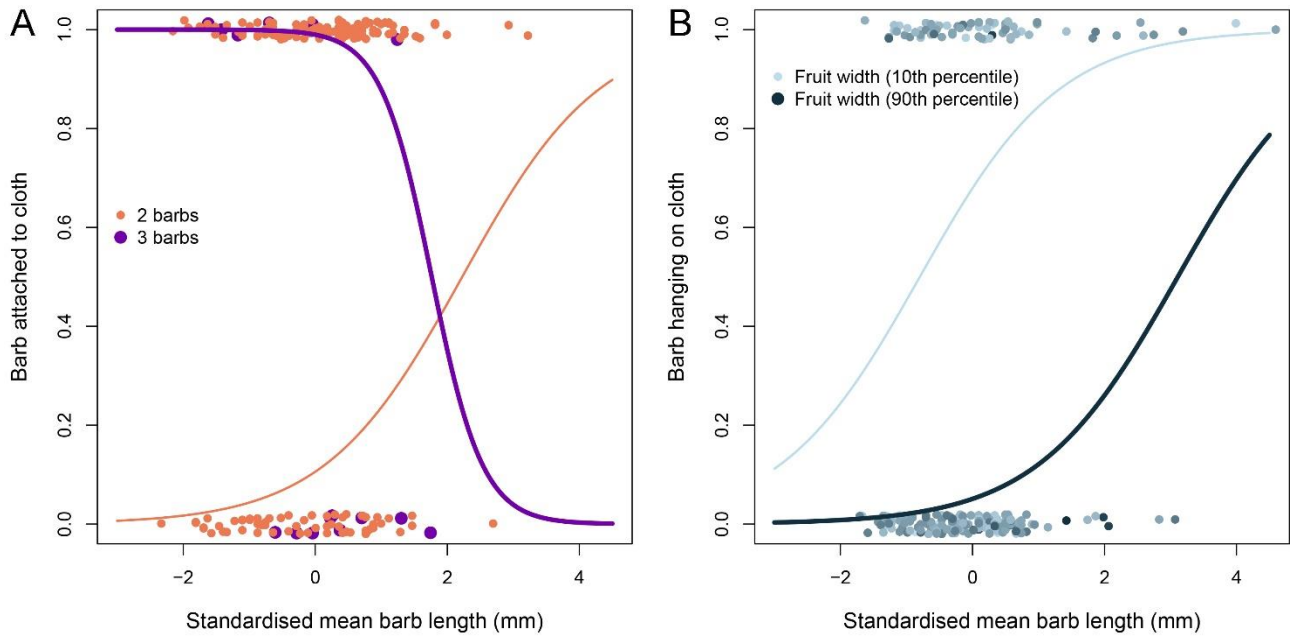 A
Barb attached to cloth
1.0
0.8
0.6
0.4
0.2
0.0
2 barbs
3 barbs
−2
0
2
4
Standardised mean barb length (mm)
B
Barb hanging on cloth
1.0
0.8
0.6
0.4
0.2
0.0
Fruit width (10th percentile)
Fruit width (90th percentile)
−2
0
2
4
Standardised mean barb length (mm)